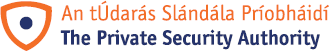 An tÚdarás Slándála Príobháidí
The Private Security Authority